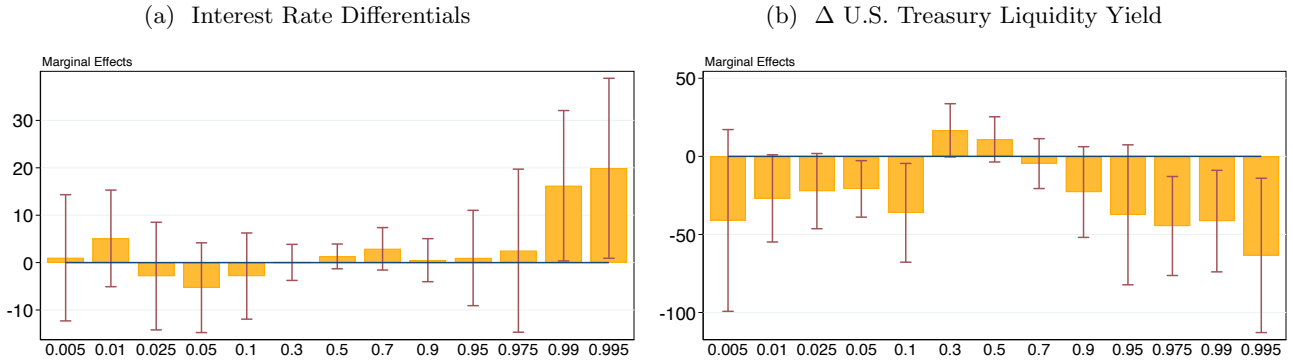 (a) Interest Rate Differentials
Marginal Effects
30
20
10
0
-10
0.005 0.01 0.025 0.05 0.1 0.3 0.5 0.7 0.9 0.95 0.975 0.99 0.995
(b) Δ U.S. Treasury Liquidity Yield
Marginal Effects
50
0
-50
-100
0.005 0.01 0.025 0.05 0.1 0.3 0.5 0.7 0.9 0.95 0.975 0.99 0.995